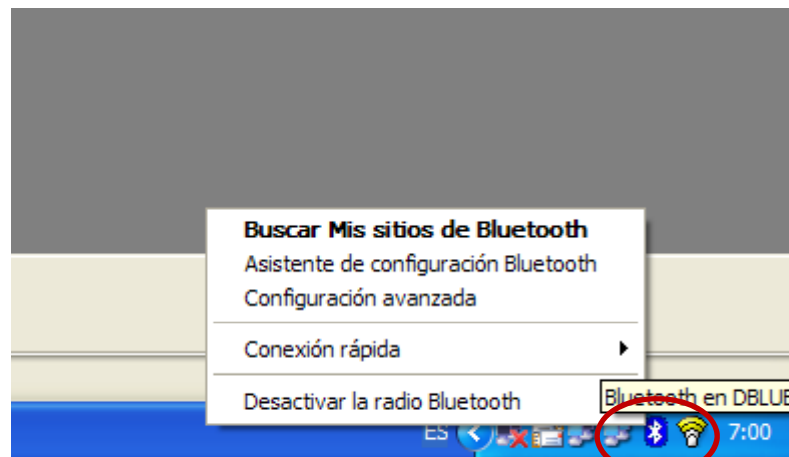 Buscar Mis sitios de Bluetooth
Asistente de configuración Bluetooth
Configuración avanzada
Conexión rápida
Desactivar la radio Bluetooth
Bluetooth en DBLUE
ES
7:00